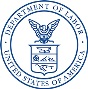 DEPARTMENT OF LABOR
UNITED STATES OF AMERICA